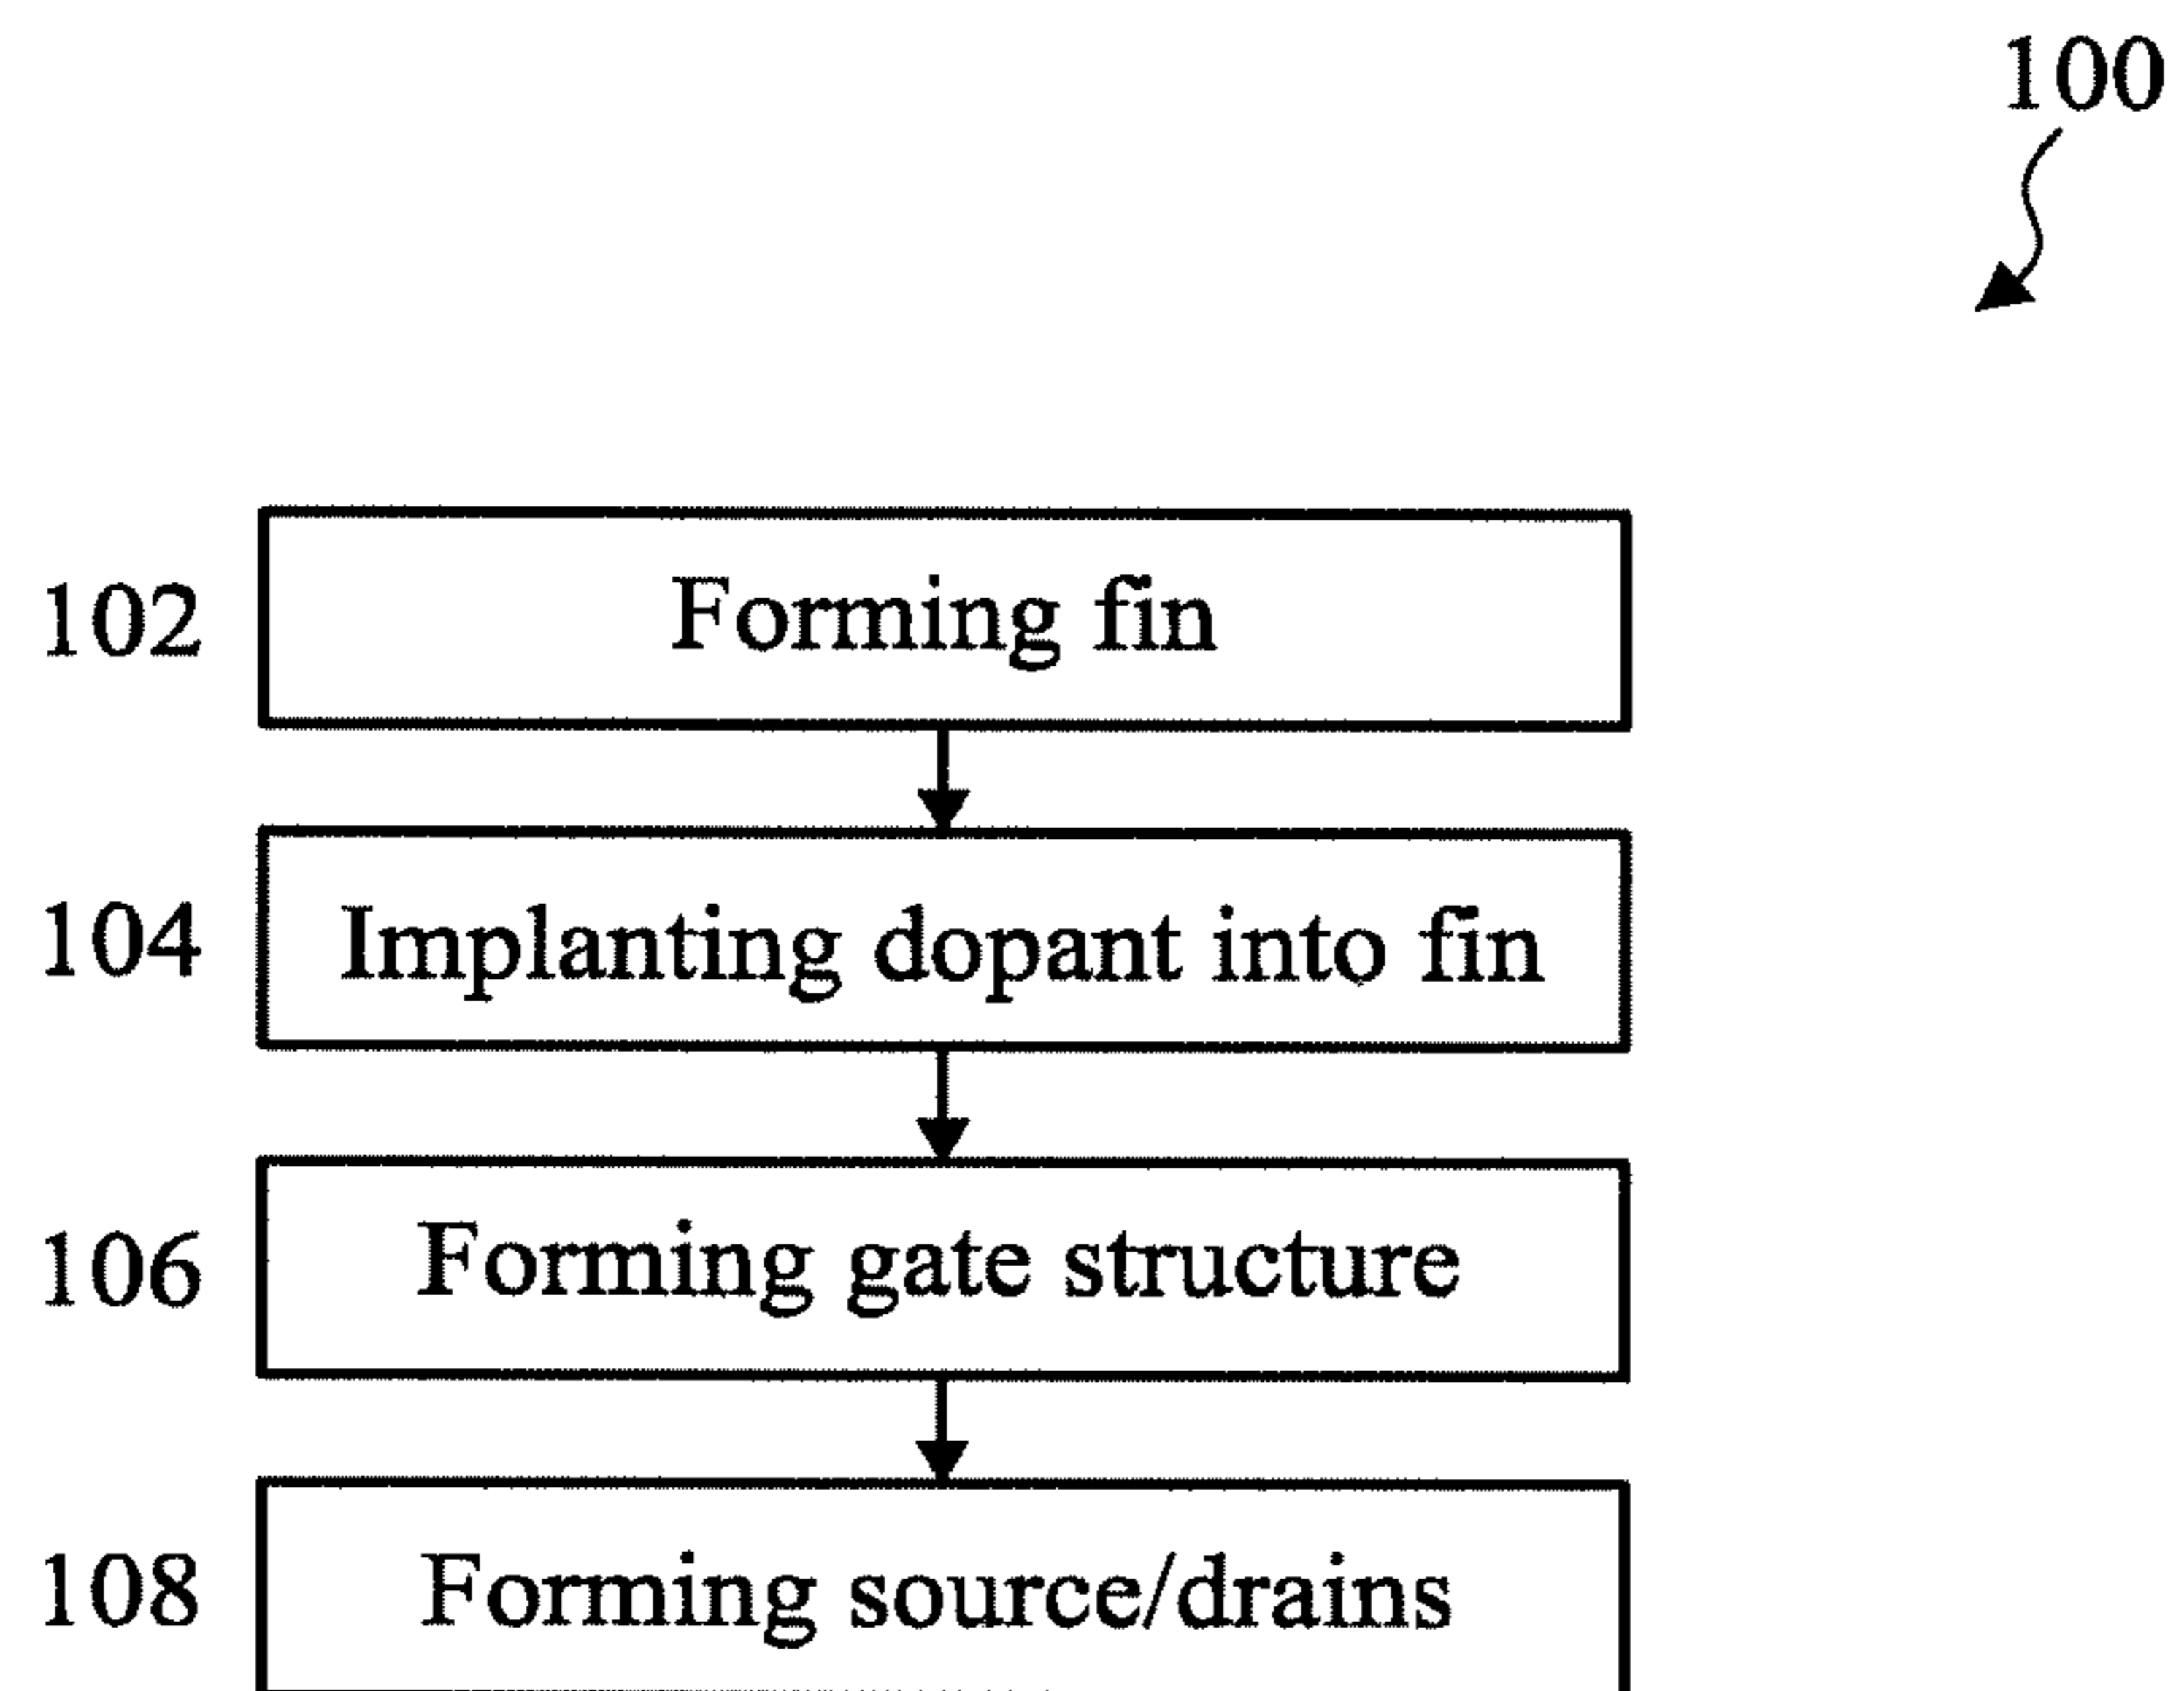 100
102 Forming fin
104 Implanting dopant into fin
106 Forming gate structure
108 Forming source/drains